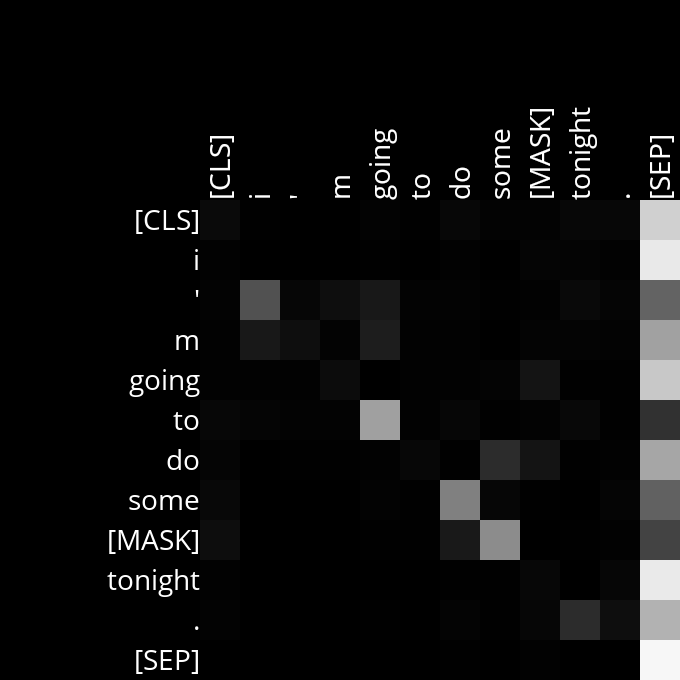 [CLS] i ' m going to do some [MASK] tonight . [SEP]
[CLS]
i
'
m
going
to
do
some
[MASK]
tonight
.
[SEP]